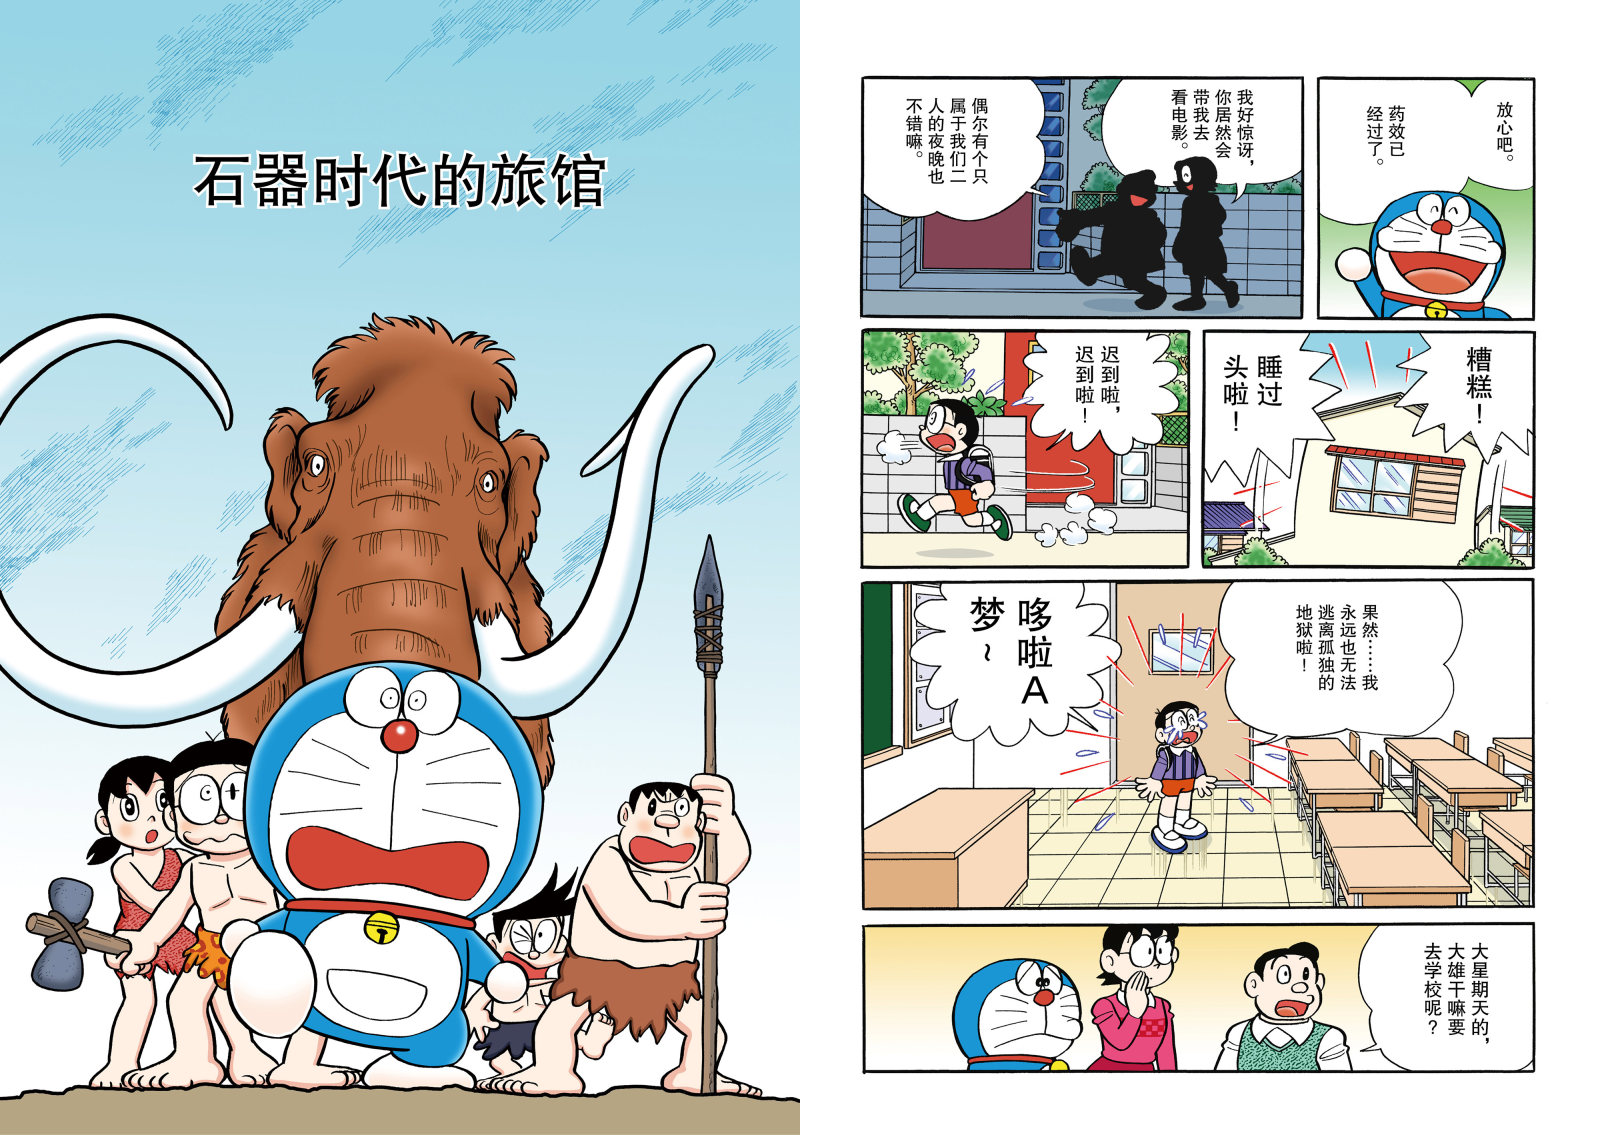 放心吧。
药效已
经过了。
我好惊讶，
你居然会
带我去
看电影。
偶尔有个只
属于我们二
人的夜晚也
不错嘛。
糟糕！
睡过
头啦！
迟到啦，
迟到啦！
果然……我
永远也无法
逃离孤独的
地狱啦！
哆啦A
梦～
大星期天的，
大雄干嘛要
去学校呢？
石器时代的旅馆